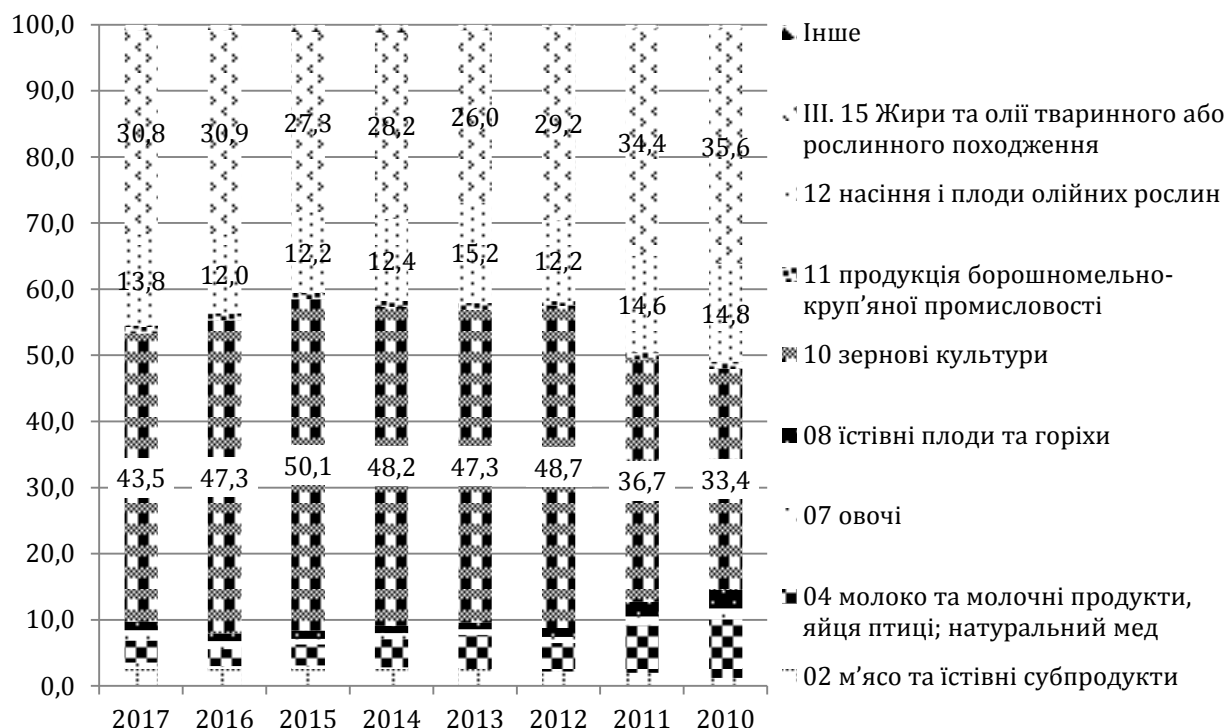 100,0
90,0
80,0
70,0
60,0
50,0
40,0
30,0
20,0
10,0
0,0
30,8 30,9 27,3 28,2 26,0 29,2 34,4 35,6
13,8 12,0 12,2 12,4 15,2 12,2 14,6 14,8
43,5 47,3 50,1 48,2 47,3 48,7 36,7 33,4
2017 2016 2015 2014 2013 2012 2011 2010
Інше
III. 15 Жири та олії тваринного або
рослинного походження
12 насіння і плоди олійних рослин
11 продукція борошномельно-
круп’яної промисловості
10 зернові культури
08 їстівні плоди та горіхи
07 овочі
04 молоко та молочні продукти,
яйця птиці; натуральний мед
02 м’ясо та їстівні субпродукти